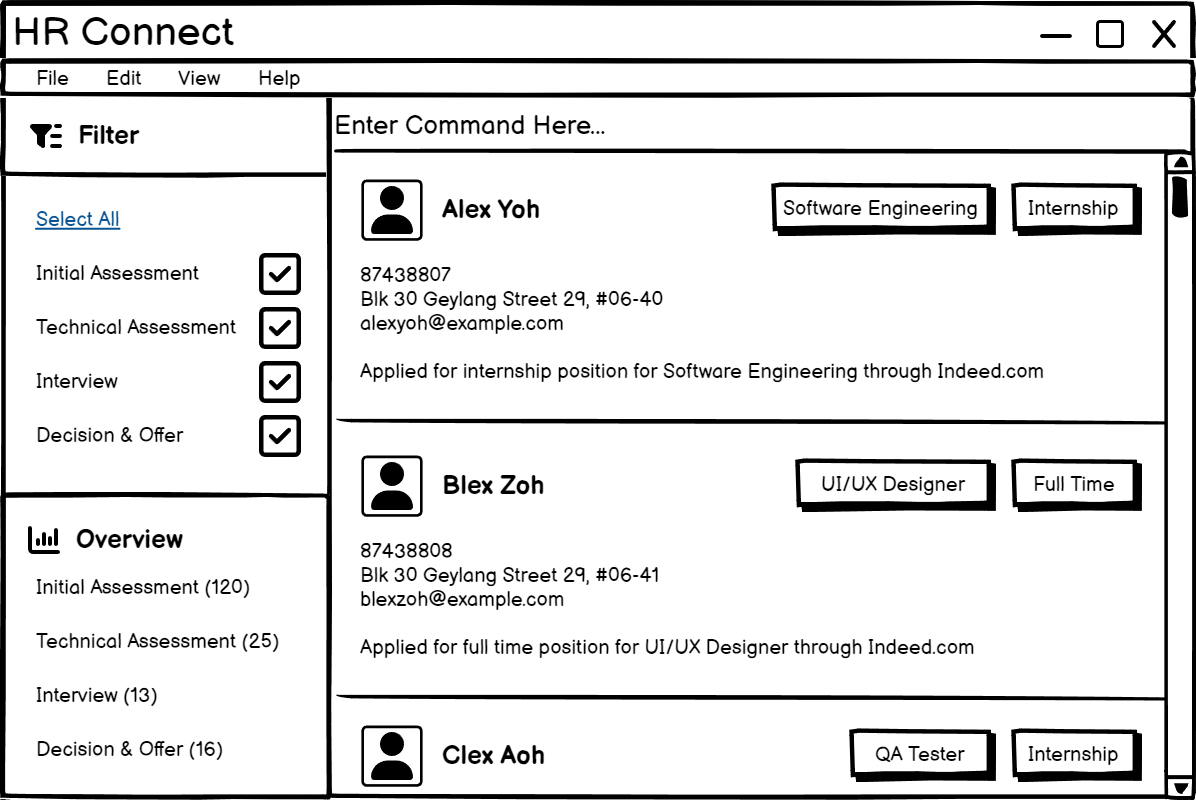 HR Connect
File Edit View Help
Filter
Select All
Initial Assessment
Technical Assessment
Interview
Decision & Offer
Overview
Initial Assessment (120)
Technical Assessment (25)
Interview (13)
Decision & Offer (16)
Enter Command Here...
Alex Yoh Software Engineering Internship
87438807
Blk 30 Geylang Street 29, #06-40
alexyoh@example.com
Applied for internship position for Software Engineering through Indeed.com
Blex Zoh UI/UX Designer Full Time
87438808
Blk 30 Geylang Street 29, #06-41
blexzoh@example.com
Applied for full time position for UI/UX Designer through Indeed.com
Clex Aoh QA Tester Internship